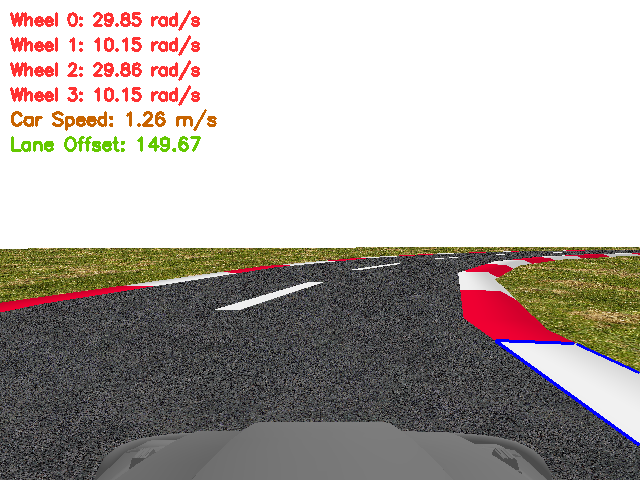 Wheel 0: 29.85 rad/s
Wheel 1: 10.15 rad/s
Wheel 2: 29.86 rad/s
Wheel 3: 10.15 rad/s
Car Speed: 1.26 m/s
Lane Offset: 149.67